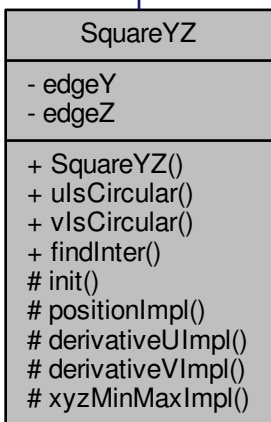 SquareYZ
- edgeY
- edgeZ
+ SquareYZ()
+ uIsCircular()
+ vIsCircular()
+ findInter()
# init()
# positionImpl()
# derivativeUImpl()
# derivativeVImpl()
# xyzMinMaxImpl()